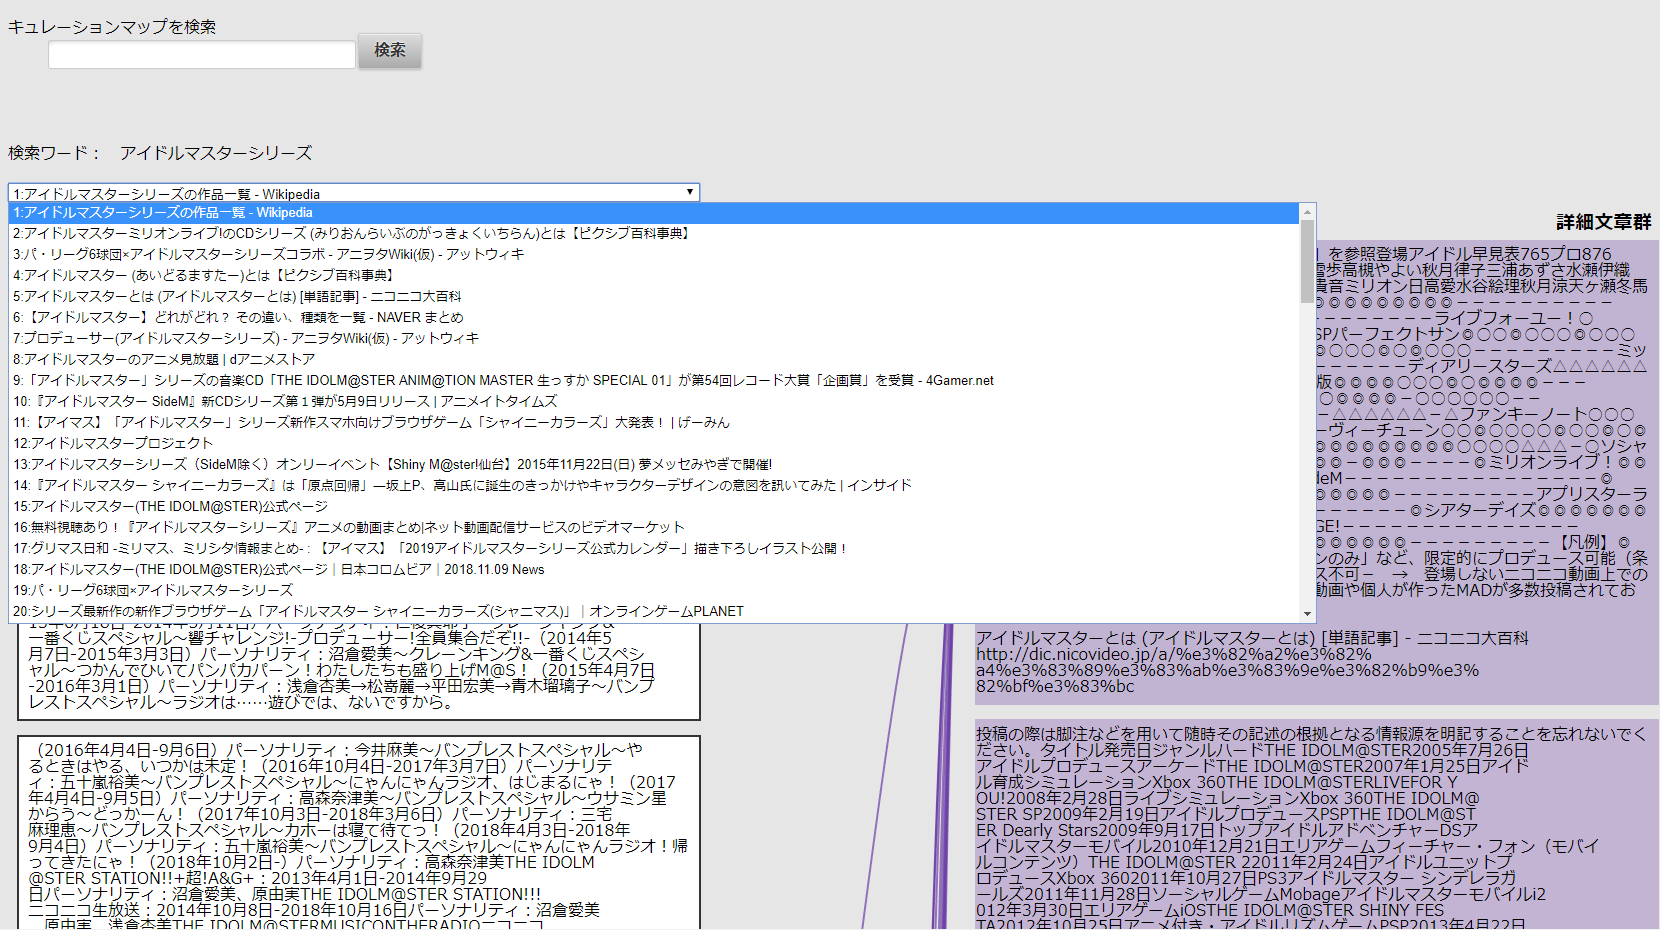 キュレーションマップを検索
検索
検索ワード：　アイドルマスターシリーズ
1:アイドルマスターシリーズの作品一覧 - Wikipedia
1:アイドルマスターシリーズの作品一覧 - Wikipedia
2:アイドルマスターミリオンライブ!のCDシリーズ (みりおんらいぶのがっきょくいちらん)とは【ピクシブ百科事典】
3:パ・リーグ6球団×アイドルマスターシリーズコラボ - アニヲタWiki(仮) - アットウィキ
4:アイドルマスター (あいどるますたー)とは【ピクシブ百科事典】
5:アイドルマスターとは (アイドルマスターとは) [単語記事] - ニコニコ大百科
6:【アイドルマスター】どれがどれ？ その違い、種類を一覧 - NAVER まとめ
7:プロデューサー(アイドルマスターシリーズ) - アニヲタWiki(仮) - アットウィキ
8:アイドルマスターのアニメ見放題 | dアニメストア
9:「アイドルマスター」シリーズの音楽CD「THE IDOLM@STER ANIM@TION MASTER 生っすか SPECIAL 01」が第54回レコード大賞「企画賞」を受賞 - 4Gamer.net
10:『アイドルマスター SideM』新CDシリーズ第１弾が5月9日リリース | アニメイトタイムズ
11:【アイマス】「アイドルマスター」シリーズ新作スマホ向けブラウザゲーム「シャイニーカラーズ」大発表！ | げーみん
12:アイドルマスタープロジェクト
13:アイドルマスターシリーズ（SideM除く）オンリーイベント【Shiny M@ster!仙台】2015年11月22日(日) 夢メッセみやぎで開催!
14:『アイドルマスター シャイニーカラーズ』は「原点回帰」―坂上P、高山氏に誕生のきっかけやキャラクターデザインの意図を訊いてみた | インサイド
15:アイドルマスター(THE IDOLM@STER)公式ページ
16:無料視聴あり！『アイドルマスターシリーズ』アニメの動画まとめ|ネット動画配信サービスのビデオマーケット
17:グリマス日和 -ミリマス、ミリシタ情報まとめ- : 【アイマス】「2019アイドルマスターシリーズ公式カレンダー」描き下ろしイラスト公開！
18:アイドルマスター(THE IDOLM@STER)公式ページ｜日本コロムビア｜2018.11.09 News
19:パ・リーグ6球団×アイドルマスターシリーズ
20:シリーズ最新作の新作ブラウザゲーム「アイドルマスター シャイニーカラーズ(シャニマス)」｜オンラインゲームPLANET
一番くじスペシャル～響チャレンジ!-プロデューサー!全員集合だぞ!!-（2014年5
月7日-2015年3月3日）パーソナリティ：沼倉愛美～クレーンキング&一番くじスペシ
ャル～つかんでひいてパンパカパーン！わたしたちも盛り上げM@S！（2015年4月7日
-2016年3月1日）パーソナリティ：浅倉杏美→松嵜麗→平田宏美→青木瑠璃子～バンプ
レストスペシャル～ラジオは……遊びでは、ないですから。
（2016年4月4日-9月6日）パーソナリティ：今井麻美～バンプレストスペシャル～や
るときはやる、いつかは未定！（2016年10月4日-2017年3月7日）パーソナリテ
ィ：五十嵐裕美～バンプレストスペシャル～にゃんにゃんラジオ、はじまるにゃ！（2017
年4月4日-9月5日）パーソナリティ：高森奈津美～バンプレストスペシャル～ウサミン星
からう～どっかーん！（2017年10月3日-2018年3月6日）パーソナリティ：三宅
麻理恵～バンプレストスペシャル～カホーは寝て待てっ！（2018年4月3日-2018年
9月4日）パーソナリティ：五十嵐裕美～バンプレストスペシャル～にゃんにゃんラジオ！帰
ってきたにゃ！（2018年10月2日-）パーソナリティ：高森奈津美THE IDOLM
@STER STATION!!+超!A&G+：2013年4月1日-2014年9月29
日パーソナリティ：沼倉愛美、原由実THE IDOLM@STER STATION!!!
ニコニコ生放送：2014年10月8日-2018年10月16日パーソナリティ：沼倉愛美
、原由実、浅倉杏美THE IDOLM@STERMUSICONTHERADIOニコニコ
詳細文章群
」を参照登場アイドル早見表765プロ876
雪歩高槻やよい秋月律子三浦あずさ水瀬伊織
貴音ミリオン日高愛水谷絵理秋月涼天ヶ瀬冬馬
◎◎◎◎◎◎◎◎◎－－－－－－－－－－
－－－－－－－－ライブフォーユー！○
SPパーフェクトサン◎○○◎○○○◎○○○
◎○○○◎○◎○○○－－－－－－－－－ミッ
－－－－－－ディアリースターズ△△△△△△
版◎◎◎◎○○○◎○◎◎◎◎－－－
○◎◎◎◎－○○○○○○－－
－△△△△△△－△ファンキーノート○○○
ーヴィーチューン○○◎○○○○◎○○◎○◎
◎◎◎◎◎◎◎◎◎○○○○△△△－○ソシャ
◎◎－◎◎◎－－－－◎ミリオンライブ！◎◎
deM－－－－－－－－－－－－－－－－◎
◎◎◎◎◎－－－－－－－－－アプリスターラ
－－－－－－◎シアターデイズ◎◎◎◎◎◎◎
GE!－－－－－－－－－－－－－－－
◎◎◎◎◎◎－－－－－－－－－【凡例】◎
ンのみ」など、限定的にプロデュース可能（条
ス不可－　→　登場しないニコニコ動画上での
動画や個人が作ったMADが多数投稿されてお
アイドルマスターとは (アイドルマスターとは) [単語記事] - ニコニコ大百科
http://dic.nicovideo.jp/a/%e3%82%a2%e3%82%
a4%e3%83%89%e3%83%ab%e3%83%9e%e3%82%b9%e3%
82%bf%e3%83%bc
投稿の際は脚注などを用いて随時その記述の根拠となる情報源を明記することを忘れないでく
ださい。タイトル発売日ジャンルハードTHE IDOLM@STER2005年7月26日
アイドルプロデュースアーケードTHE IDOLM@STER2007年1月25日アイド
ル育成シミュレーションXbox 360THE IDOLM@STERLIVEFOR Y
OU!2008年2月28日ライブシミュレーションXbox 360THE IDOLM@
STER SP2009年2月19日アイドルプロデュースPSPTHE IDOLM@ST
ER Dearly Stars2009年9月17日トップアイドルアドベンチャーDSア
イドルマスターモバイル2010年12月21日エリアゲームフィーチャー・フォン（モバイ
ルコンテンツ）THE IDOLM@STER 22011年2月24日アイドルユニットプ
ロデュースXbox 3602011年10月27日PS3アイドルマスター シンデレラガ
ールズ2011年11月28日ソーシャルゲームMobageアイドルマスターモバイルi2
012年3月30日エリアゲームiOSTHE IDOLM@STER SHINY FES
TA2012年10月25日アニメ付き・アイドルリズムゲームPSP2013年4月22日